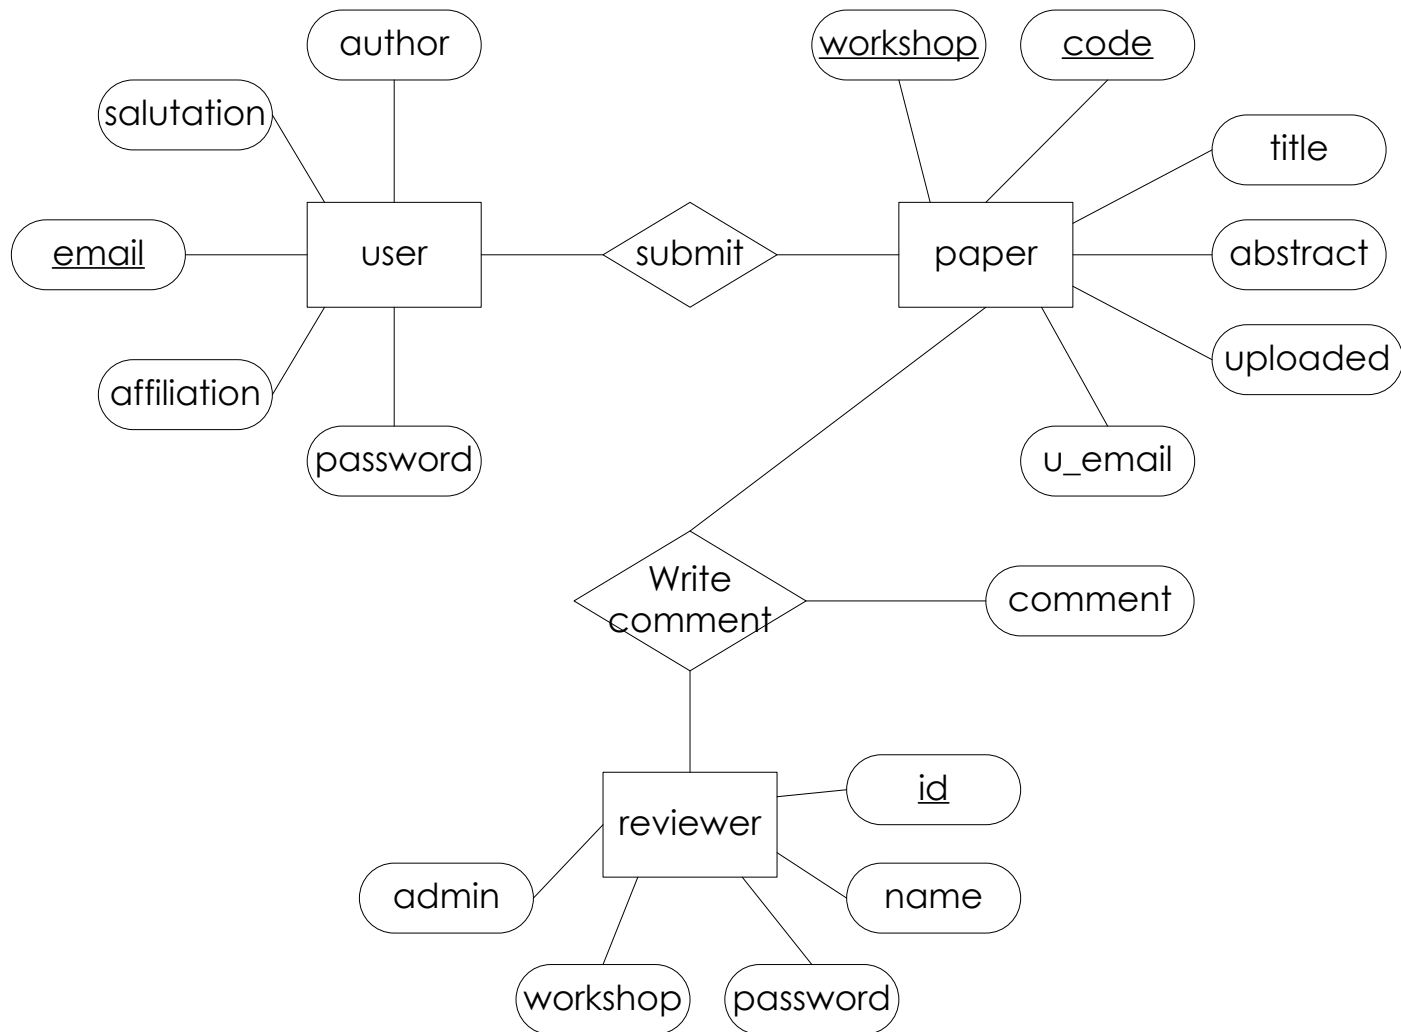 author
workshop
code
salutation
title
email
user
submit
paper
abstract
uploaded
affiliation
password
u_email
Write
comment
comment
id
reviewer
admin
name
workshop
password